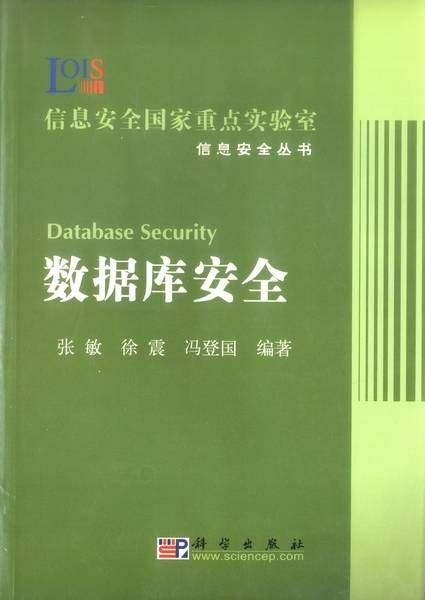 LOIS
信息安全国家重点实验室
信息安全丛书
Database Security
数据库安全
张敏 徐震 冯登国 编著
SP 科学出版社
www.sciencep.com